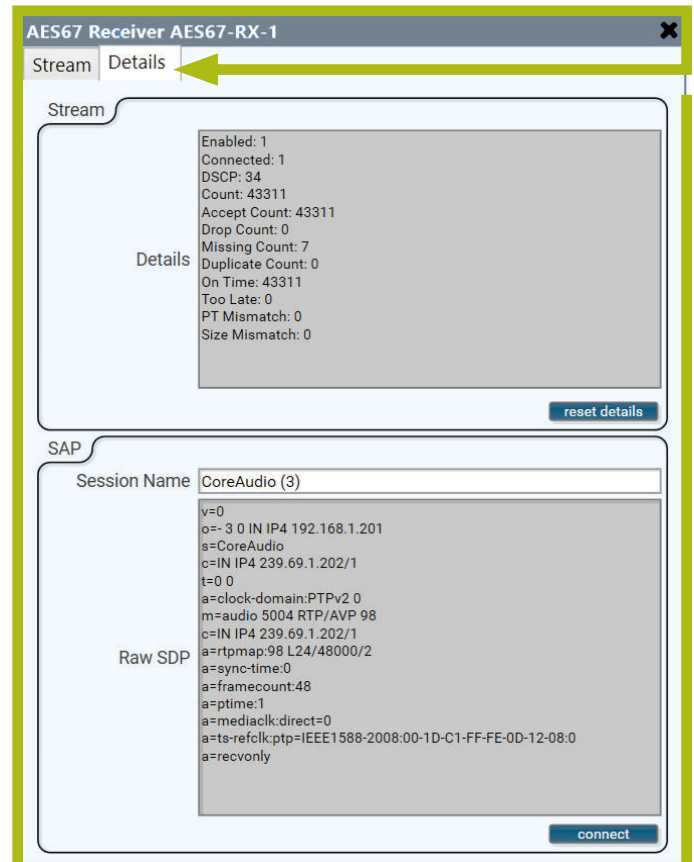 AES67 Receiver AES67-RX-1
Stream Details
Stream
Details
Enabled: 1
Connected: 1
DSCP: 34
Count: 43311
Accept Count: 43311
Drop Count: 0
Missing Count: 7
Duplicate Count: 0
On Time: 43311
Too Late: 0
PT Mismatch: 0
Size Mismatch: 0
reset details
SAP
Session Name CoreAudio (3)
Raw SDP
v=0
o=- 3 0 IN IP4 192.168.1.201
s=CoreAudio
c=IN IP4 239.69.1.202/1
t=0 0
a=clock-domain:PTPv2 0
m=audio 5004 RTP/AVP 98
c=IN IP4 239.69.1.202/1
a=rtpmap:98 L24/48000/2
a=sync-time:0
a=framecount:48
a=ptime:1
a=mediaclk:direct=0
a=ts-refclk:ptp=IEEE1588-2008:00-1D-C1-FF-FE-0D-12-08:0
a=recvonly
connect